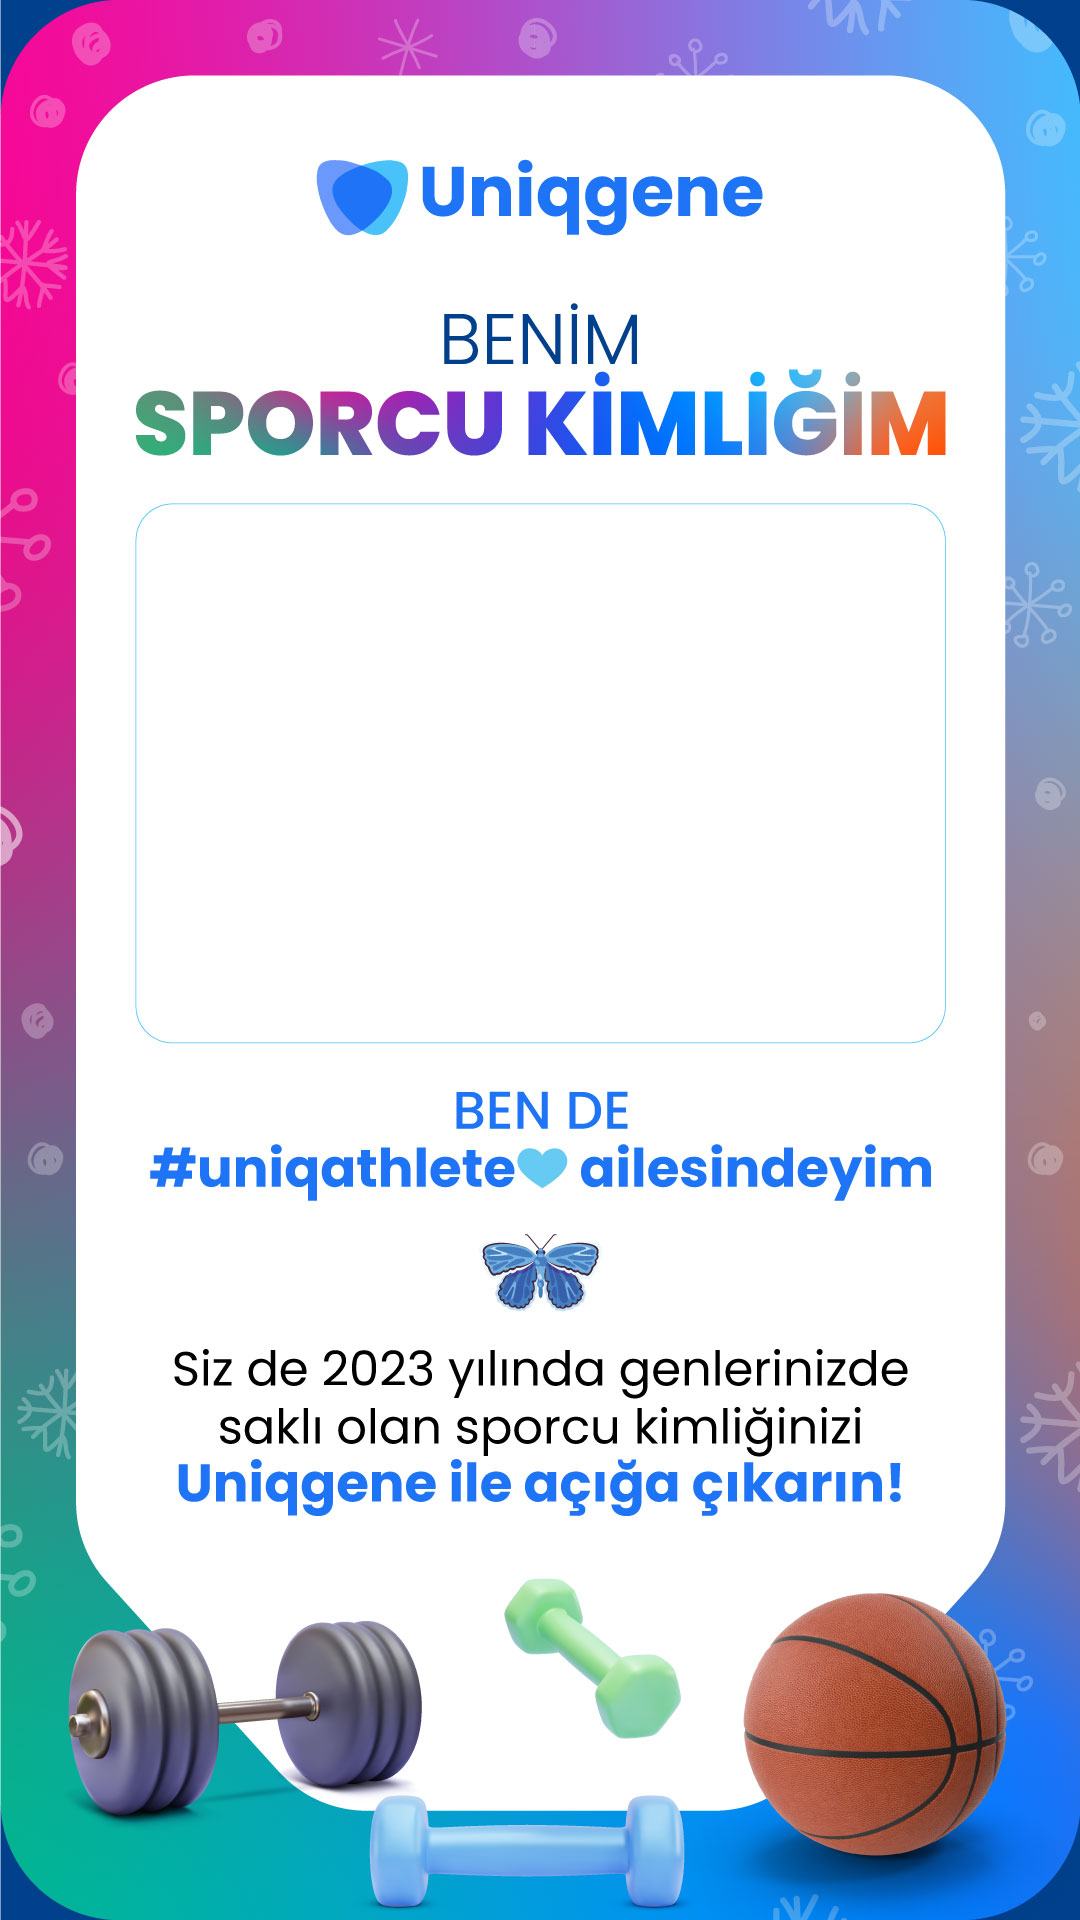 Uniqgene
BENİM
SPORCU KİMLİĞİM
BEN DE
#uniqathlete🩵 ailesindeyim
Siz de 2023 yılında genlerinizde
saklı olan sporcu kimliğinizi
Uniqgene ile açığa çıkarın!